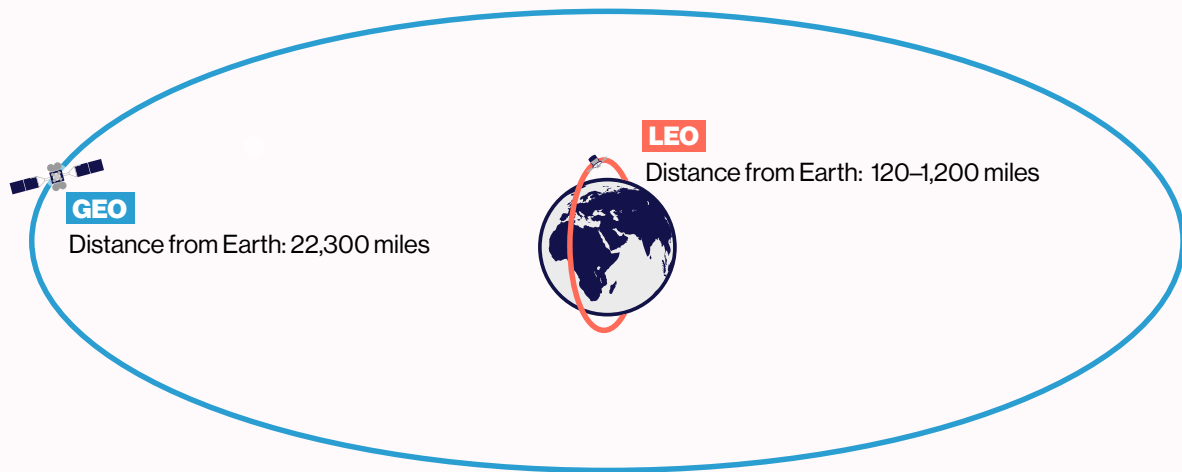 LEO
Distance from Earth: 120–1,200 miles
GEO
Distance from Earth: 22,300 miles